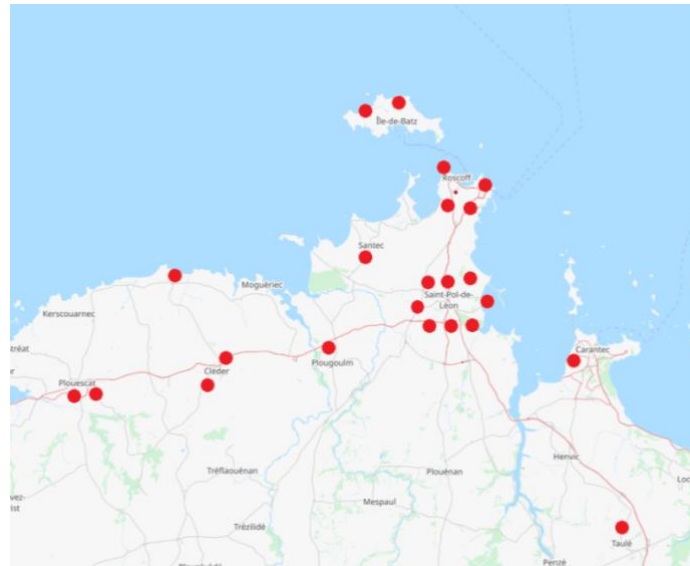 Île-de-Batz
Roscoff
Santec
Moguériec
Saint-Pol-de-
Léon
Kerscouarnec
Carantec
Plougoulm
Cléder
Plouescat
Henvic
Tréflaouénan
Plouénan
Mespaul
Trézilidé
Taulé
Penzé